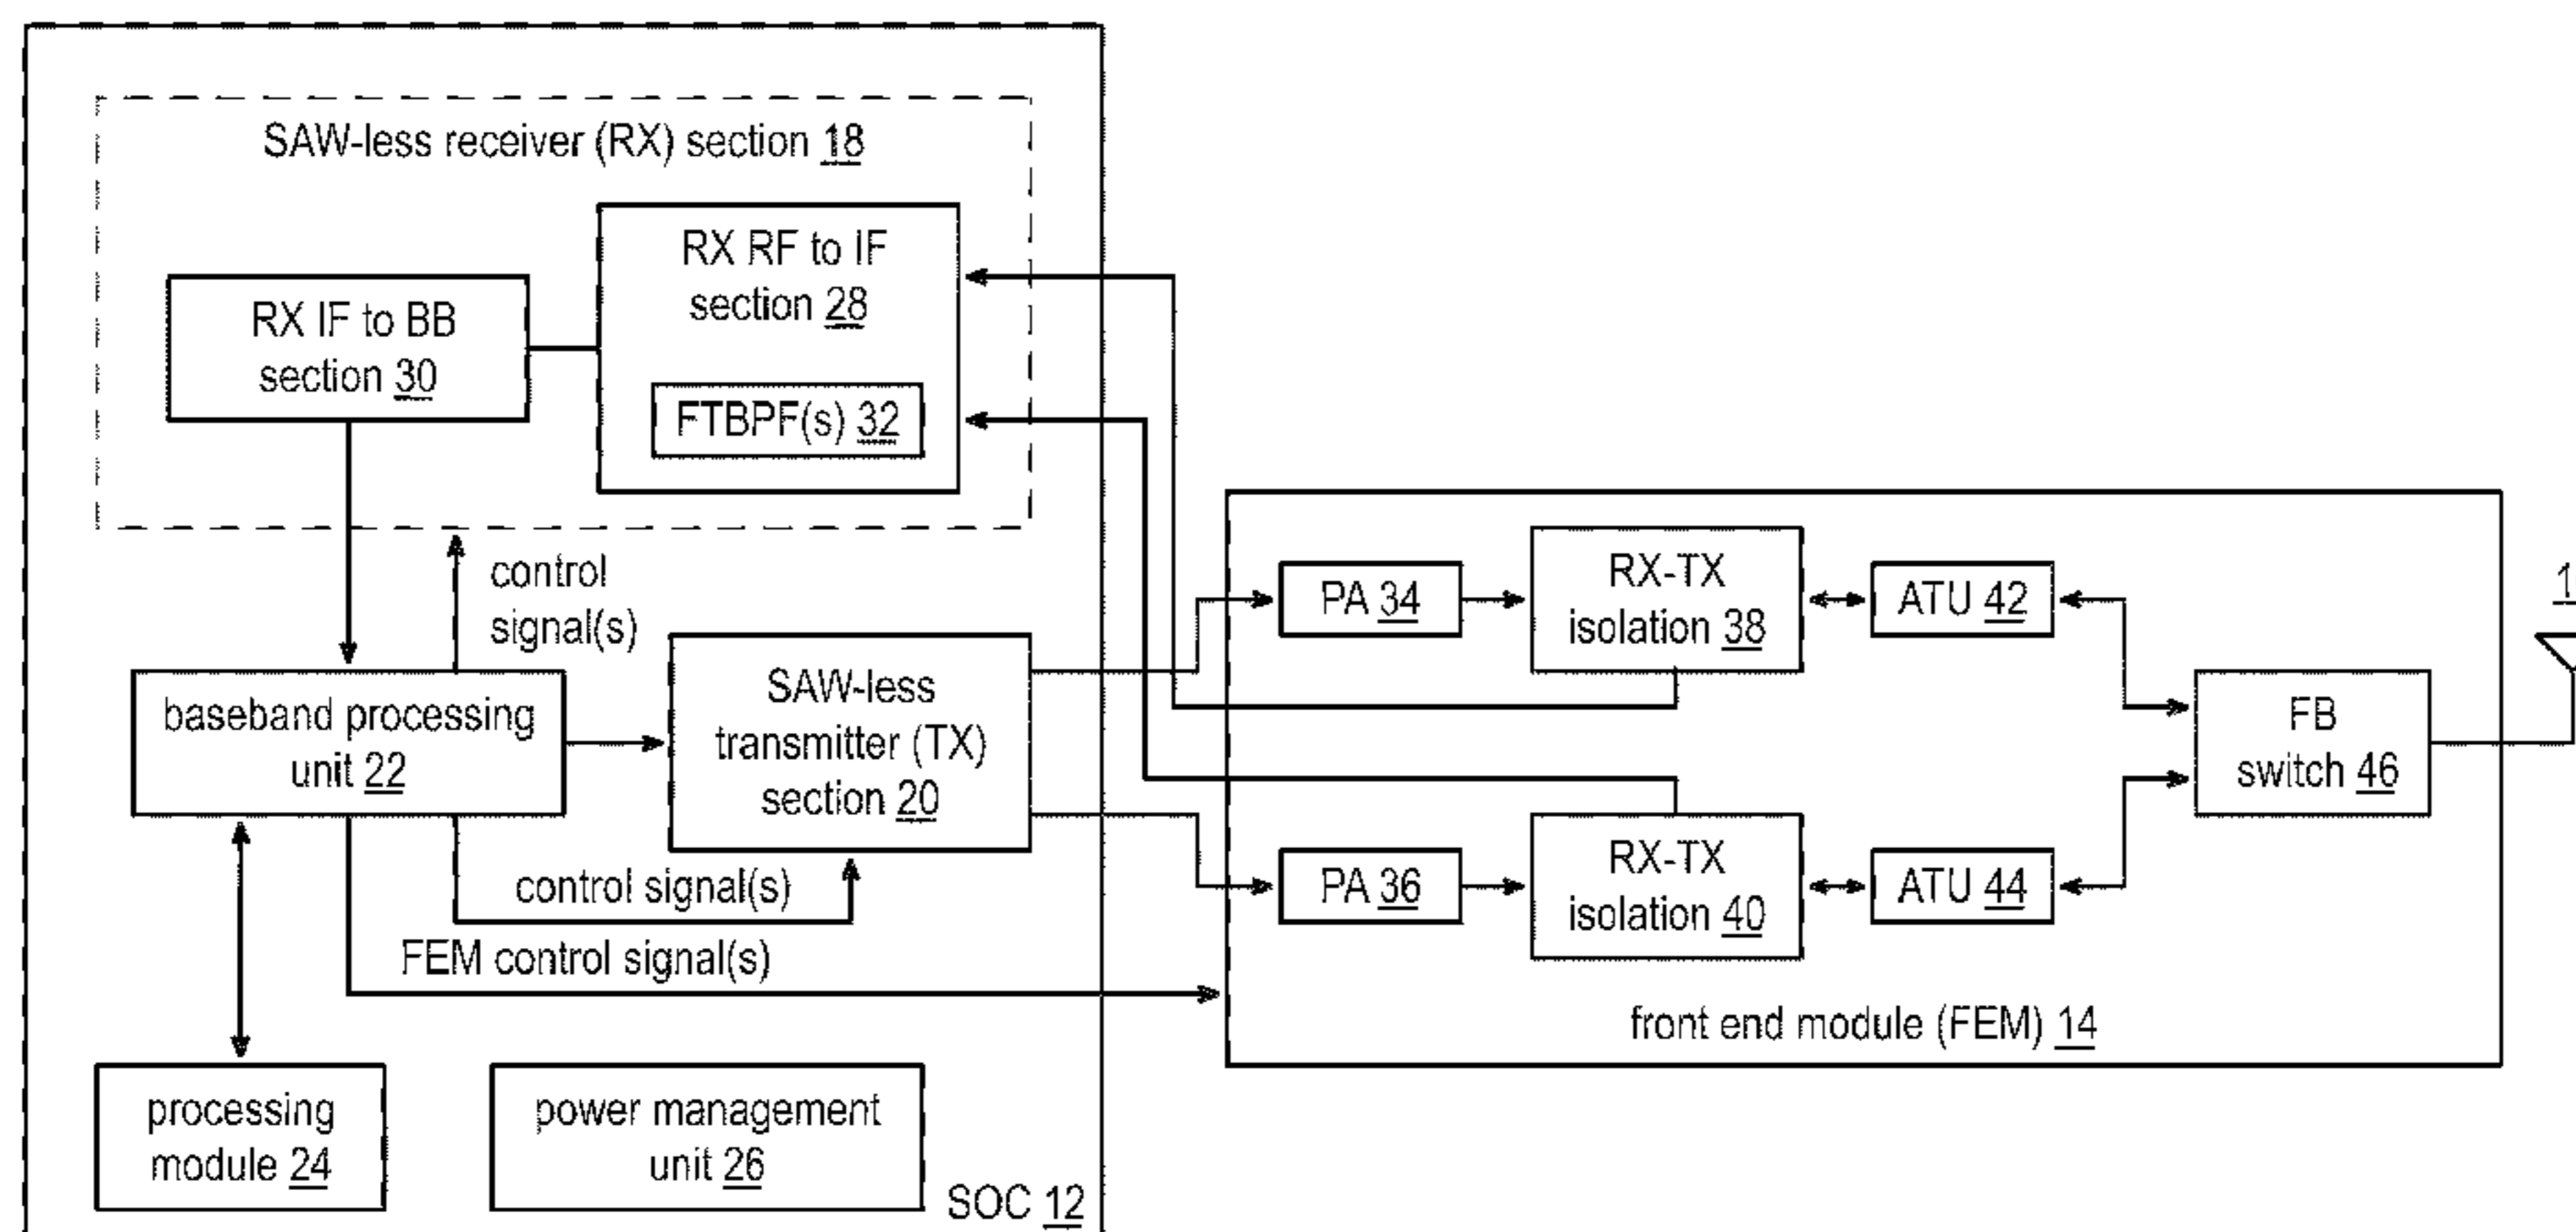 SAW-less receiver (RX) section 18
RX RF to IF
section 28
RX IF to BB
section 30
FTBPF(s) 32
control
signal(s)
baseband processing
unit 22
SAW-less
transmitter (TX)
section 20
control signal(s)
FEM control signal(s)
processing
module 24
power management
unit 26
SOC 12
PA 34
RX-TX
isolation 38
ATU 42
FB
switch 46
PA 36
RX-TX
isolation 40
ATU 44
front end module (FEM) 14